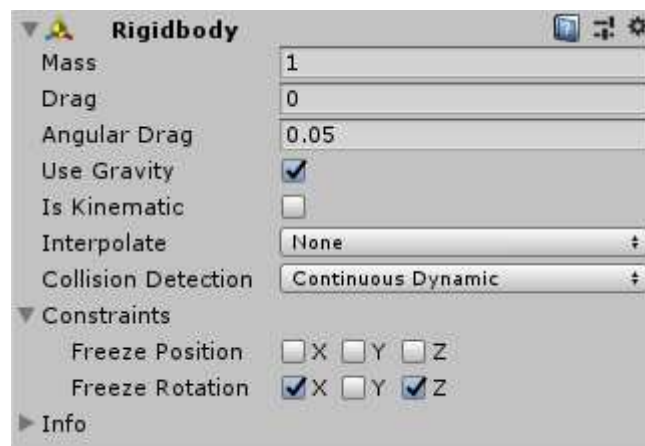 Rigidbody
Mass 1
Drag 0
Angular Drag 0.05
Use Gravity
Is Kinematic
Interpolate None
Collision Detection Continuous Dynamic
Constraints
Freeze Position X Y Z
Freeze Rotation X Y Z
Info